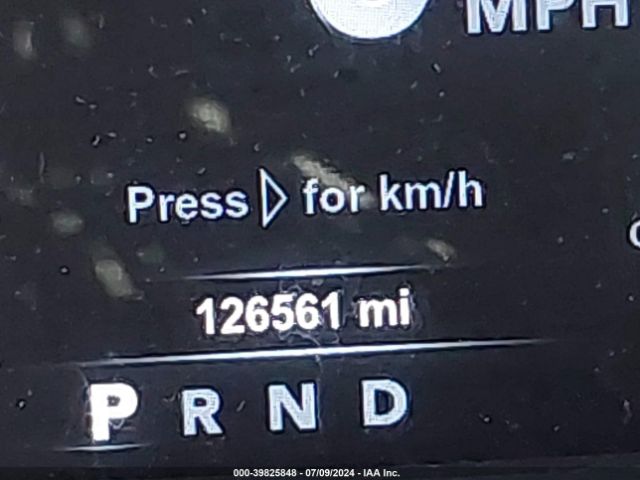 MPH
Press ▷ for km/h
126561 mi
P R N D
000-39825848 - 07/09/2024 - IAA Inc.